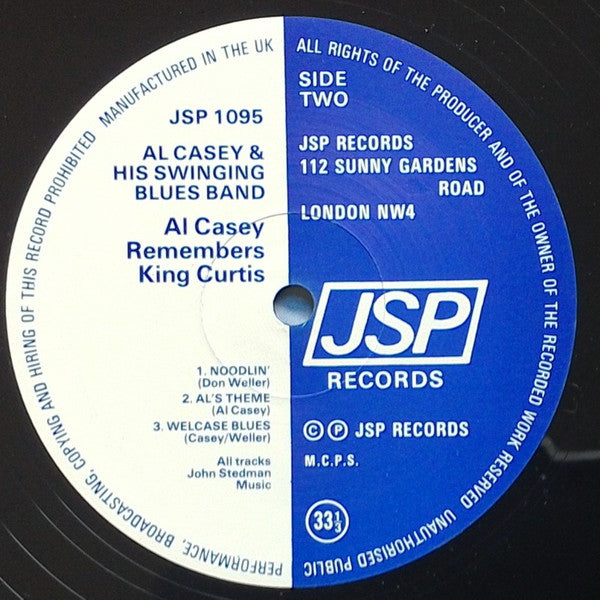 ALL RIGHTS OF THE PRODUCER AND OF THE OWNER OF THE RECORDED WORK RESERVED UNAUTHORISED PUBLIC PERFORMANCE, BROADCASTING, COPYING AND HIRING OF THIS RECORD PROHIBITED MANUFACTURED IN THE UK
JSP 1095
AL CASEY &
HIS SWINGING
BLUES BAND
Al Casey
Remembers
King Curtis
1. NOODLIN'
(Don Weller)
2. AL'S THEME
(Al Casey)
3. WELCASE BLUES
(Casey/Weller)
All tracks
John Stedman
Music
SIDE
TWO
JSP RECORDS
112 SUNNY GARDENS
ROAD
LONDON NW4
JSP
RECORDS
© ℗ JSP RECORDS
M.C.P.S.
33⅓